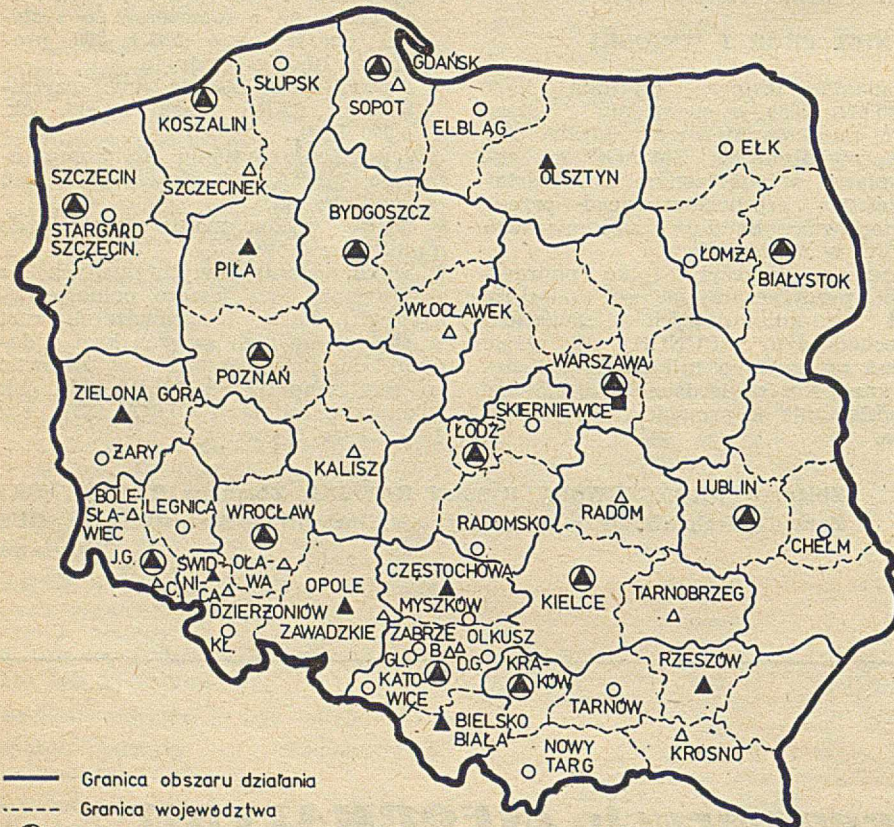 GDAŃSK
SŁUPSK
SOPOT
KOSZALIN
ELBLĄG
EŁK
SZCZECINEK
OLSZTYN
SZCZECIN
STARGARD
SZCZECIN.
BYDGOSZCZ
PIŁA
ŁOMŻA
BIAŁYSTOK
WŁOCŁAWEK
POZNAŃ
WARSZAWA
ZIELONA GÓRA
SKIERNIEWICE
ŁÓDŹ
ŻARY
KALISZ
BOLE-
SŁA-
WIEC
LEGNICA
WROCŁAW
RADOMSKO
RADOM
LUBLIN
CHEŁM
J.G.
C.
ŚWID-
NI-
CA
OŁA-
WA
OPOLE
CZĘSTOCHOWA
MYSZKÓW
KIELCE
TARNOBRZEG
DZIERŻONIÓW
ZAWADZKIE
KŁ.
ZABRZE
OLKUSZ
GL.
B
D.G.
KATO-
WICE
KRA-
KÓW
RZESZÓW
TARNÓW
BIELSKO
BIAŁA
NOWY
TARG
KROSNO
Granica obszaru działania
Granica województwa